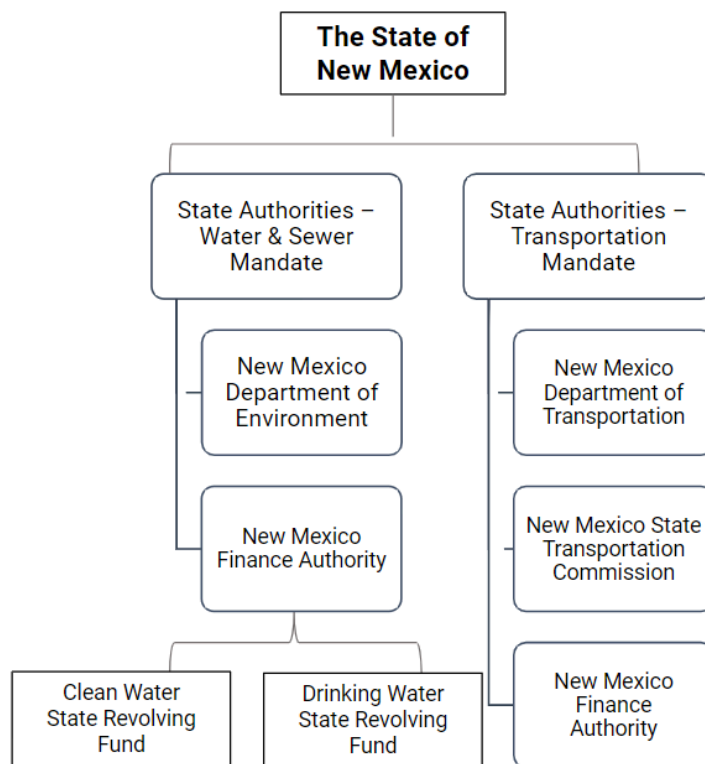 The State of
New Mexico
State Authorities –
Water & Sewer
Mandate
State Authorities –
Transportation
Mandate
New Mexico
Department of
Environment
New Mexico
Department of
Transportation
New Mexico
Finance Authority
New Mexico State
Transportation
Commission
Clean Water
State Revolving
Fund
Drinking Water
State Revolving
Fund
New Mexico
Finance
Authority